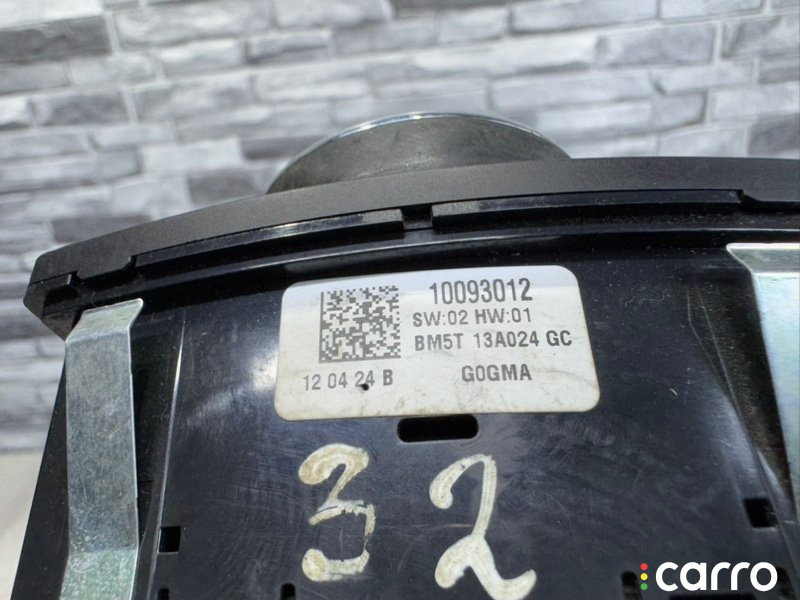 10093012
SW:02 HW:01
BM5T 13A024 GC
12 04 24 B G0GMA
32
carro